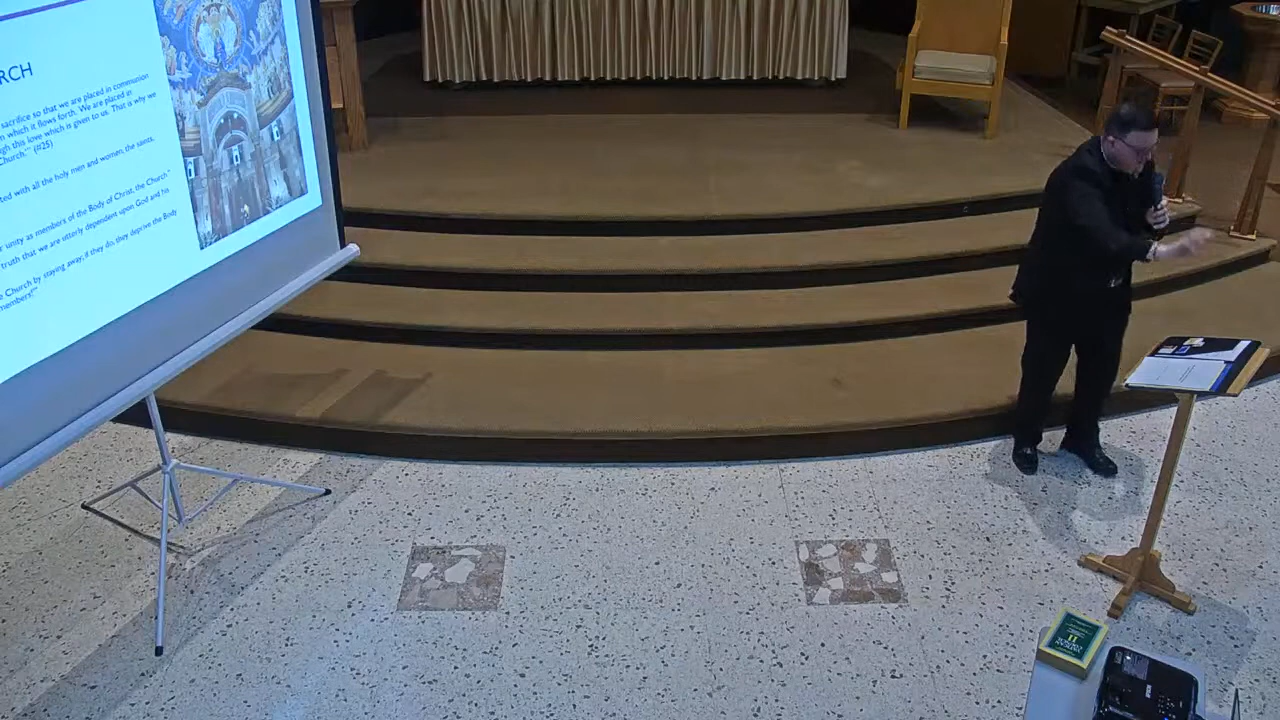 RCH
sacrifice so that we are placed in communion
which it flows forth. We are placed in
gh this love which is given to us. That is why we
Church." (#25)
ted with all the holy men and women, the saints.
r unity as members of the Body of Christ, the Church"
truth that we are utterly dependent upon God and his
e Church by staying away; if they do, they deprive the Body
members!"
VATICAN
COUNCIL
II